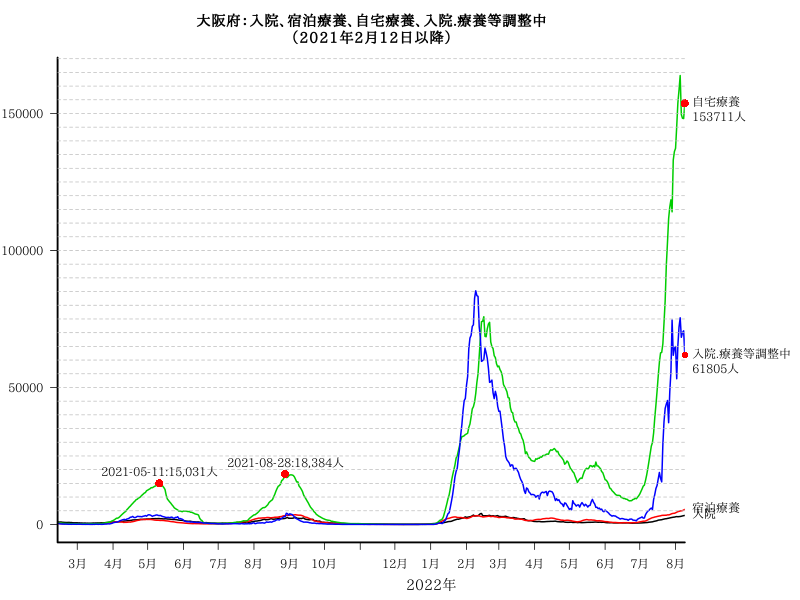 大阪府：入院、宿泊療養、自宅療養、入院.療養等調整中
（2021年2月12日以降）
150000
100000
50000
0
自宅療養
153711人
入院.療養等調整中
61805人
2021-05-11:15,031人
2021-08-28:18,384人
宿泊療養
入院
3月 4月 5月 6月 7月 8月 9月 10月 12月 1月 2月 3月 4月 5月 6月 7月 8月
2022年